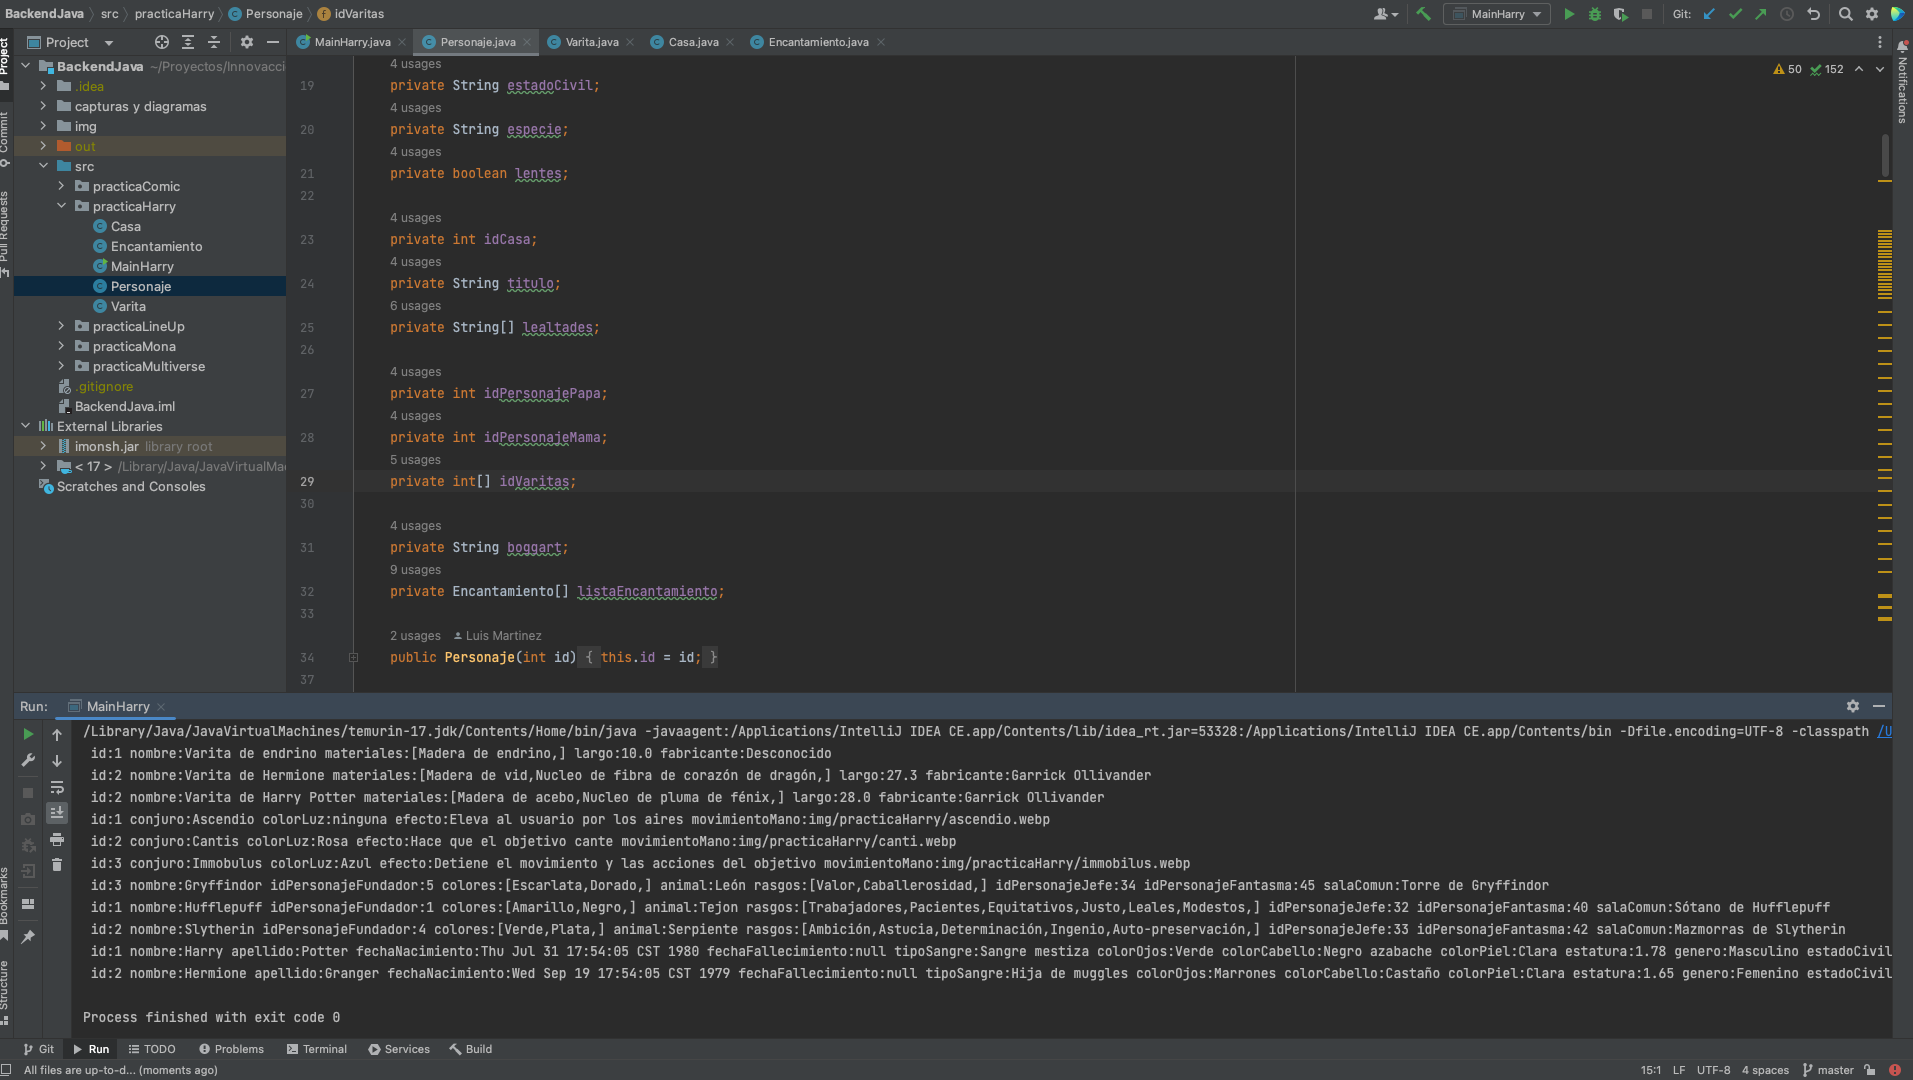 BackendJava › src › practicaHarry › Personaje › idVaritas
MainHarry
Git:
Project
MainHarry.java
Personaje.java
Varita.java
Casa.java
Encantamiento.java
Project
Commit
Pull Requests
Bookmarks
Structure
Notifications
BackendJava ~/Proyectos/Innovacci
.idea
capturas y diagramas
img
out
src
practicaComic
practicaHarry
Casa
Encantamiento
MainHarry
Personaje
Varita
practicaLineUp
practicaMona
practicaMultiverse
.gitignore
BackendJava.iml
External Libraries
imonsh.jar library root
< 17 > /Library/Java/JavaVirtualMa
Scratches and Consoles
50 152
4 usages
19 private String estadoCivil;
4 usages
20 private String especie;
4 usages
21 private boolean lentes;
22
4 usages
23 private int idCasa;
4 usages
24 private String titulo;
6 usages
25 private String[] lealtades;
26
4 usages
27 private int idPersonajePapa;
4 usages
28 private int idPersonajeMama;
5 usages
29 private int[] idVaritas;
30
4 usages
31 private String boggart;
9 usages
32 private Encantamiento[] listaEncantamiento;
33
2 usages Luis Martinez
34 public Personaje(int id) { this.id = id; }
37
Run: MainHarry
/Library/Java/JavaVirtualMachines/temurin-17.jdk/Contents/Home/bin/java -javaagent:/Applications/IntelliJ IDEA CE.app/Contents/lib/idea_rt.jar=53328:/Applications/IntelliJ IDEA CE.app/Contents/bin -Dfile.encoding=UTF-8 -classpath /U
id:1 nombre:Varita de endrino materiales:[Madera de endrino,] largo:10.0 fabricante:Desconocido
id:2 nombre:Varita de Hermione materiales:[Madera de vid,Nucleo de fibra de corazón de dragón,] largo:27.3 fabricante:Garrick Ollivander
id:2 nombre:Varita de Harry Potter materiales:[Madera de acebo,Nucleo de pluma de fénix,] largo:28.0 fabricante:Garrick Ollivander
id:1 conjuro:Ascendio colorLuz:ninguna efecto:Eleva al usuario por los aires movimientoMano:img/practicaHarry/ascendio.webp
id:2 conjuro:Cantis colorLuz:Rosa efecto:Hace que el objetivo cante movimientoMano:img/practicaHarry/canti.webp
id:3 conjuro:Immobulus colorLuz:Azul efecto:Detiene el movimiento y las acciones del objetivo movimientoMano:img/practicaHarry/immobilus.webp
id:3 nombre:Gryffindor idPersonajeFundador:5 colores:[Escarlata,Dorado,] animal:León rasgos:[Valor,Caballerosidad,] idPersonajeJefe:34 idPersonajeFantasma:45 salaComun:Torre de Gryffindor
id:1 nombre:Hufflepuff idPersonajeFundador:1 colores:[Amarillo,Negro,] animal:Tejon rasgos:[Trabajadores,Pacientes,Equitativos,Justo,Leales,Modestos,] idPersonajeJefe:32 idPersonajeFantasma:40 salaComun:Sótano de Hufflepuff
id:2 nombre:Slytherin idPersonajeFundador:4 colores:[Verde,Plata,] animal:Serpiente rasgos:[Ambición,Astucia,Determinación,Ingenio,Auto-preservación,] idPersonajeJefe:33 idPersonajeFantasma:42 salaComun:Mazmorras de Slytherin
id:1 nombre:Harry apellido:Potter fechaNacimiento:Thu Jul 31 17:54:05 CST 1980 fechaFallecimiento:null tipoSangre:Sangre mestiza colorOjos:Verde colorCabello:Negro azabache colorPiel:Clara estatura:1.78 genero:Masculino estadoCivil
id:2 nombre:Hermione apellido:Granger fechaNacimiento:Wed Sep 19 17:54:05 CST 1979 fechaFallecimiento:null tipoSangre:Hija de muggles colorOjos:Marrones colorCabello:Castaño colorPiel:Clara estatura:1.65 genero:Femenino estadoCivil
Process finished with exit code 0
Git Run TODO Problems Terminal Services Build
All files are up-to-d... (moments ago)
15:1 LF UTF-8 4 spaces master